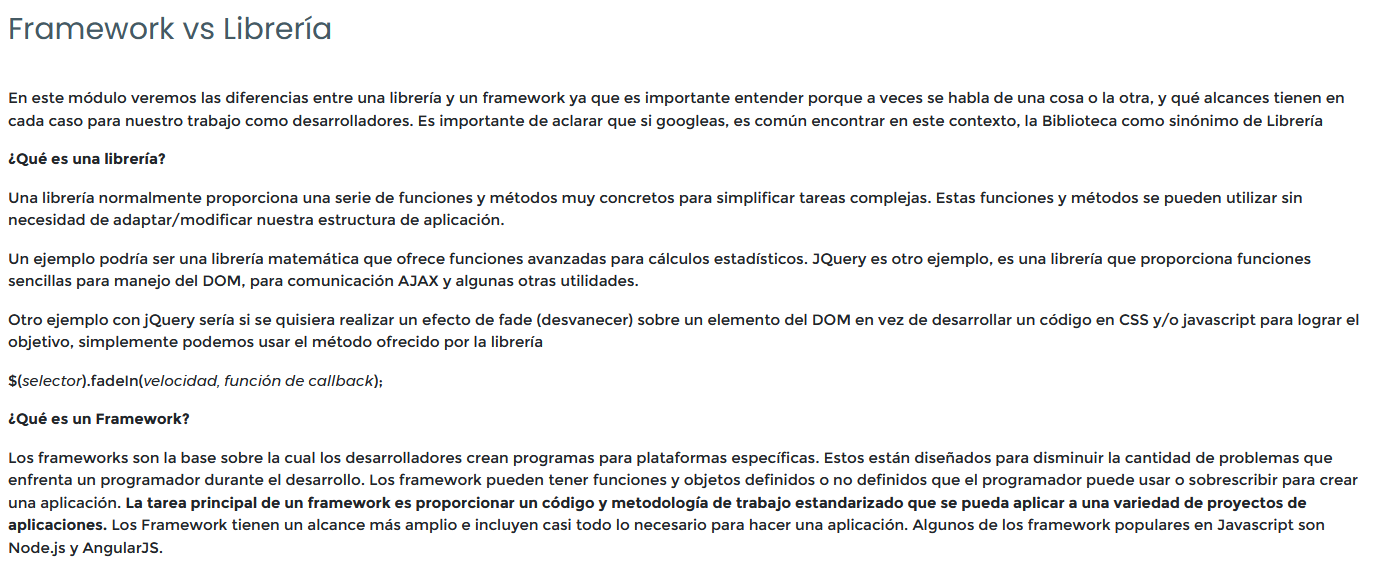 Framework vs Librería
En este módulo veremos las diferencias entre una librería y un framework ya que es importante entender porque a veces se habla de una cosa o la otra, y qué alcances tienen en
cada caso para nuestro trabajo como desarrolladores. Es importante de aclarar que si googleas, es común encontrar en este contexto, la Biblioteca como sinónimo de Librería
¿Qué es una librería?
Una librería normalmente proporciona una serie de funciones y métodos muy concretos para simplificar tareas complejas. Estas funciones y métodos se pueden utilizar sin
necesidad de adaptar/modificar nuestra estructura de aplicación.
Un ejemplo podría ser una librería matemática que ofrece funciones avanzadas para cálculos estadísticos. JQuery es otro ejemplo, es una librería que proporciona funciones
sencillas para manejo del DOM, para comunicación AJAX y algunas otras utilidades.
Otro ejemplo con jQuery sería si se quisiera realizar un efecto de fade (desvanecer) sobre un elemento del DOM en vez de desarrollar un código en CSS y/o javascript para lograr el
objetivo, simplemente podemos usar el método ofrecido por la librería
$(selector).fadeIn(velocidad, función de callback);
¿Qué es un Framework?
Los frameworks son la base sobre la cual los desarrolladores crean programas para plataformas específicas. Estos están diseñados para disminuir la cantidad de problemas que
enfrenta un programador durante el desarrollo. Los framework pueden tener funciones y objetos definidos o no definidos que el programador puede usar o sobrescribir para crear
una aplicación. La tarea principal de un framework es proporcionar un código y metodología de trabajo estandarizado que se pueda aplicar a una variedad de proyectos de
aplicaciones. Los Framework tienen un alcance más amplio e incluyen casi todo lo necesario para hacer una aplicación. Algunos de los framework populares en Javascript son
Node.js y AngularJS.